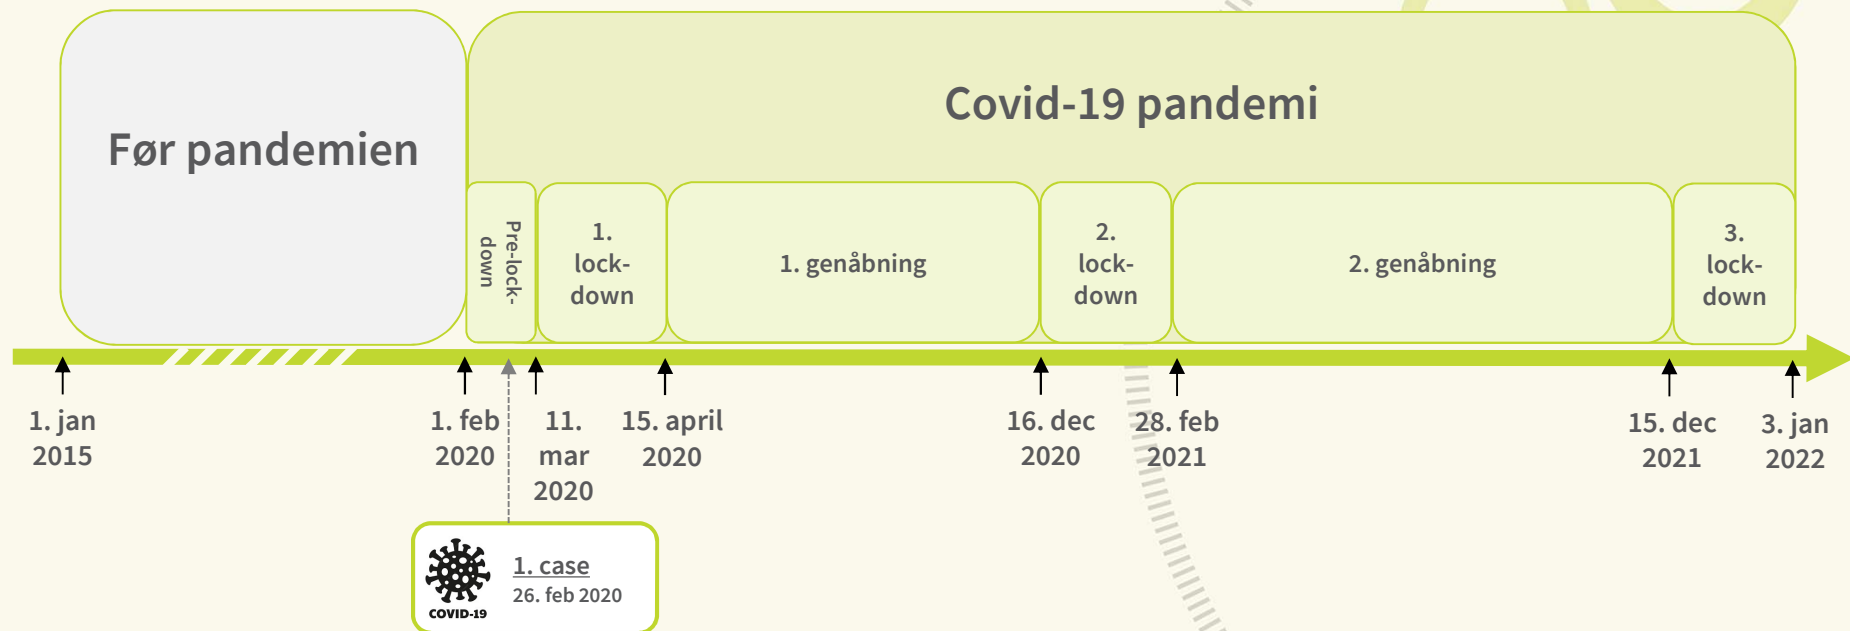 Før pandemien
Covid-19 pandemi
Pre-lock-
down
1.
lock-
down
1. genåbning
2.
lock-
down
2. genåbning
3.
lock-
down
1. jan
2015
1. feb
2020
11.
mar
2020
15. april
2020
16. dec
2020
28. feb
2021
15. dec
2021
3. jan
2022
COVID-19
1. case
26. feb 2020